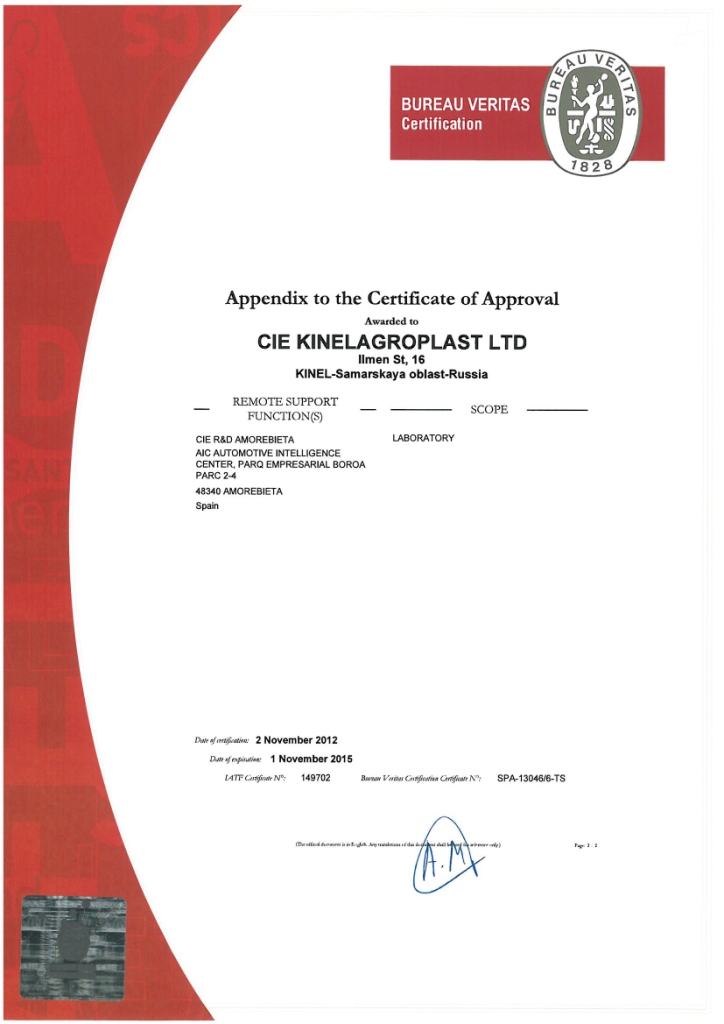 BUREAU VERITAS
Certification
BUREAU VERITAS
1828
Appendix to the Certificate of Approval
Awarded to
CIE KINELAGROPLAST LTD
Ilmen St, 16
KINEL-Samarskaya oblast-Russia
REMOTE SUPPORT
FUNCTION(S)
SCOPE
CIE R&D AMOREBIETA
LABORATORY
AIC AUTOMOTIVE INTELLIGENCE
CENTER, PARQ EMPRESARIAL BOROA
PARC 2-4
48340 AMOREBIETA
Spain
Date of certification: 2 November 2012
Date of expiration: 1 November 2015
IATF Certificate N°: 149702 Bureau Veritas Certification Certificate N°: SPA-13046/6-TS
(The official document is in English. Any translations of this document shall be for reference only)
Page: 2 - 2
A.M.